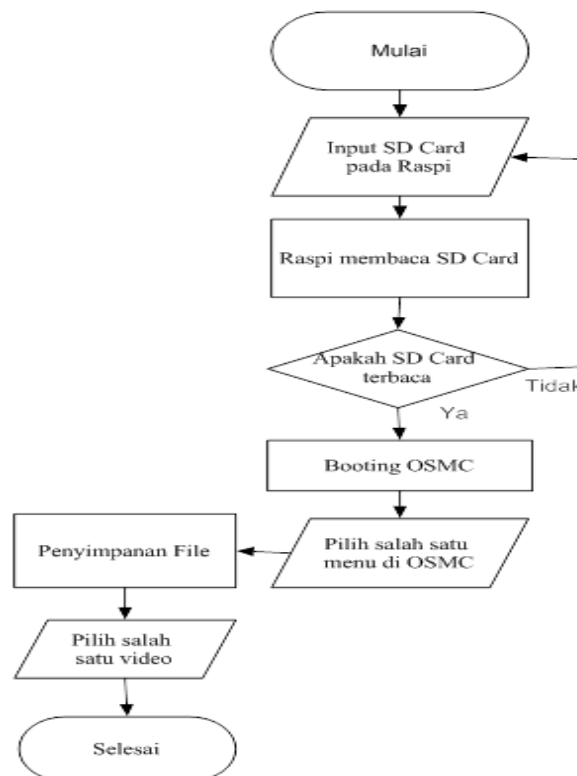 Mulai
Input SD Card
pada Raspi
Raspi membaca SD Card
Apakah SD Card
terbaca
Tidak
Ya
Booting OSMC
Pilih salah satu
menu di OSMC
Penyimpanan File
Pilih salah
satu video
Selesai